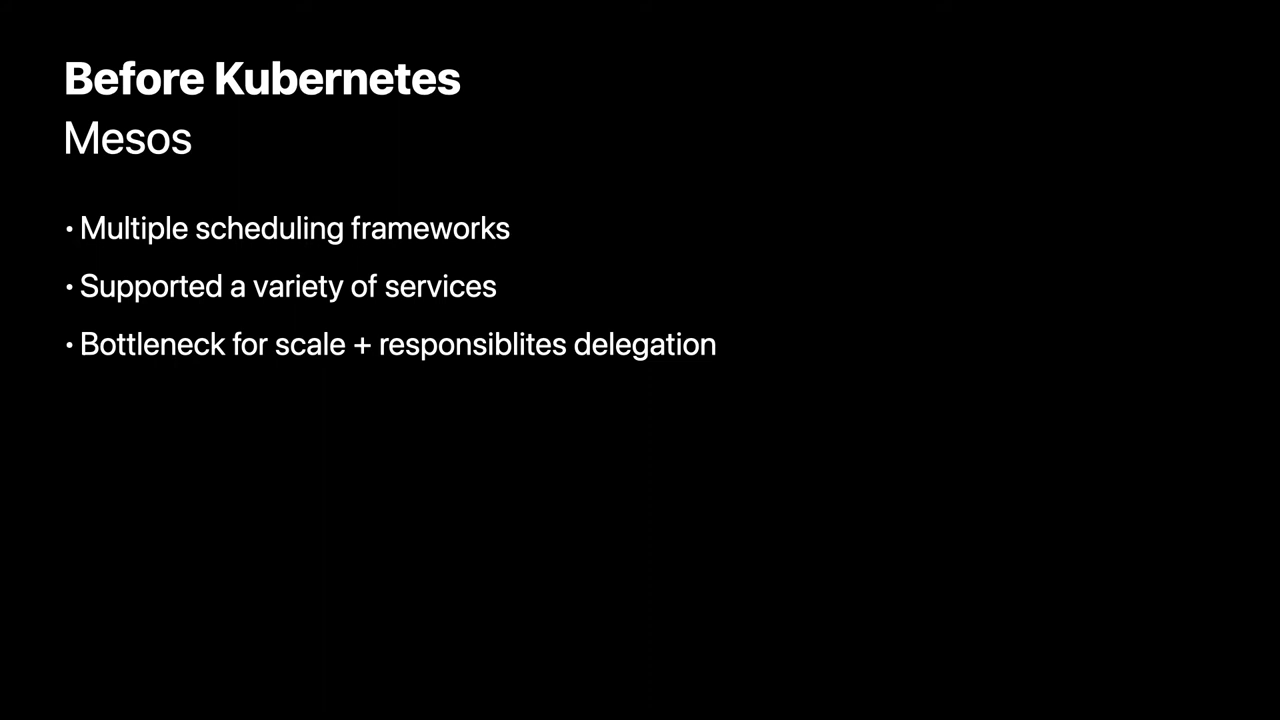 Before Kubernetes
Mesos
• Multiple scheduling frameworks
• Supported a variety of services
• Bottleneck for scale + responsiblites delegation